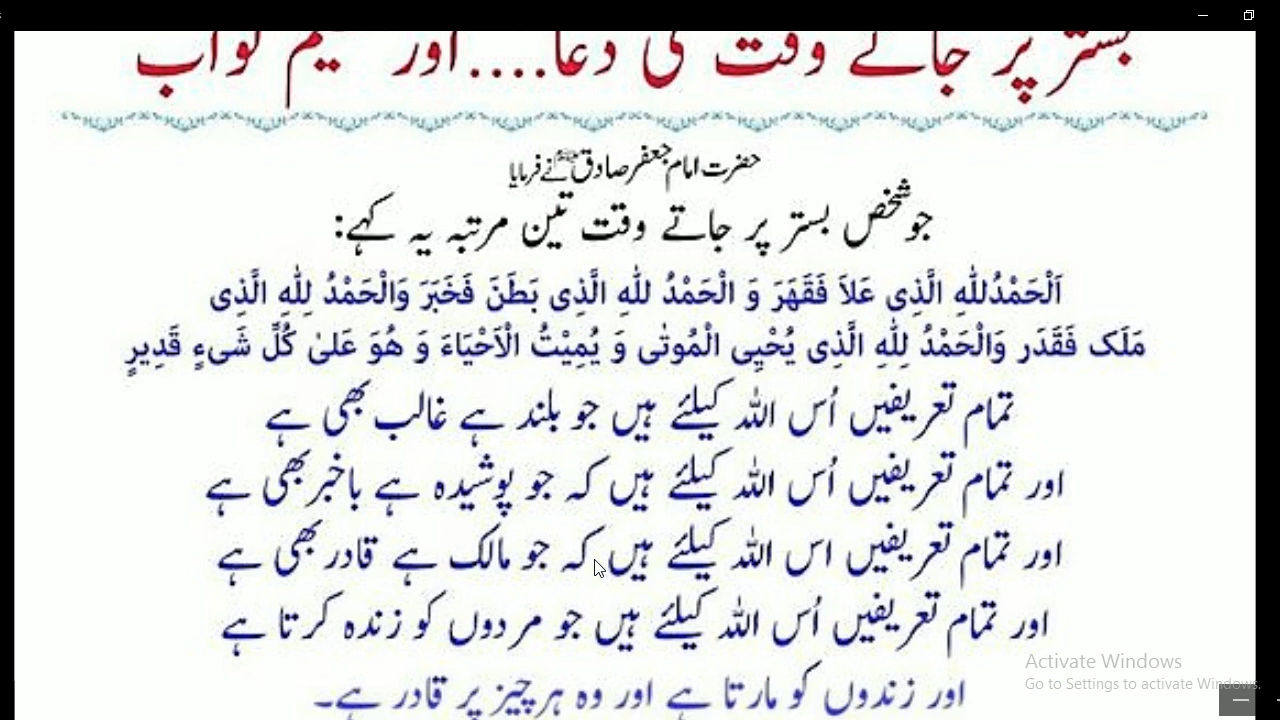 بستر پر جاتے وقت کی دعا....اور عظیم ثواب
حضرت امام جعفر صادق نے فرمایا
جو شخص بستر پر جاتے وقت تین مرتبہ یہ کہے:
اَلْحَمْدُلِلّٰهِ الَّذِی عَلاَ فَقَهَرَ وَ الْحَمْدُ لِلّٰهِ الَّذِی بَطَنَ فَخَبَرَ وَالْحَمْدُ لِلّٰهِ الَّذِی
مَلَکَ فَقَدَر وَالْحَمْدُ لِلّٰهِ الَّذِی یُحْیِی الْمُوتٰی وَ یُمِیْتُ الْاَحْیَاءَ وَ هُوَ عَلیٰ کُلِّ شَیءٍ قَدِیرٍ
تمام تعریفیں اُس اللہ کیلئے ہیں جو بلند ہے غالب بھی ہے
اور تمام تعریفیں اُس اللہ کیلئے ہیں کہ جو پوشیدہ ہے باخبر بھی ہے
اور تمام تعریفیں اس اللہ کیلئے ہیں کہ جو مالک ہے قادر بھی ہے
اور تمام تعریفیں اُس اللہ کیلئے ہیں جو مردوں کو زندہ کرتا ہے
اور زندوں کو مارتا ہے اور وہ ہر چیز پر قادر ہے۔
Activate Windows
Go to Settings to activate Windows.